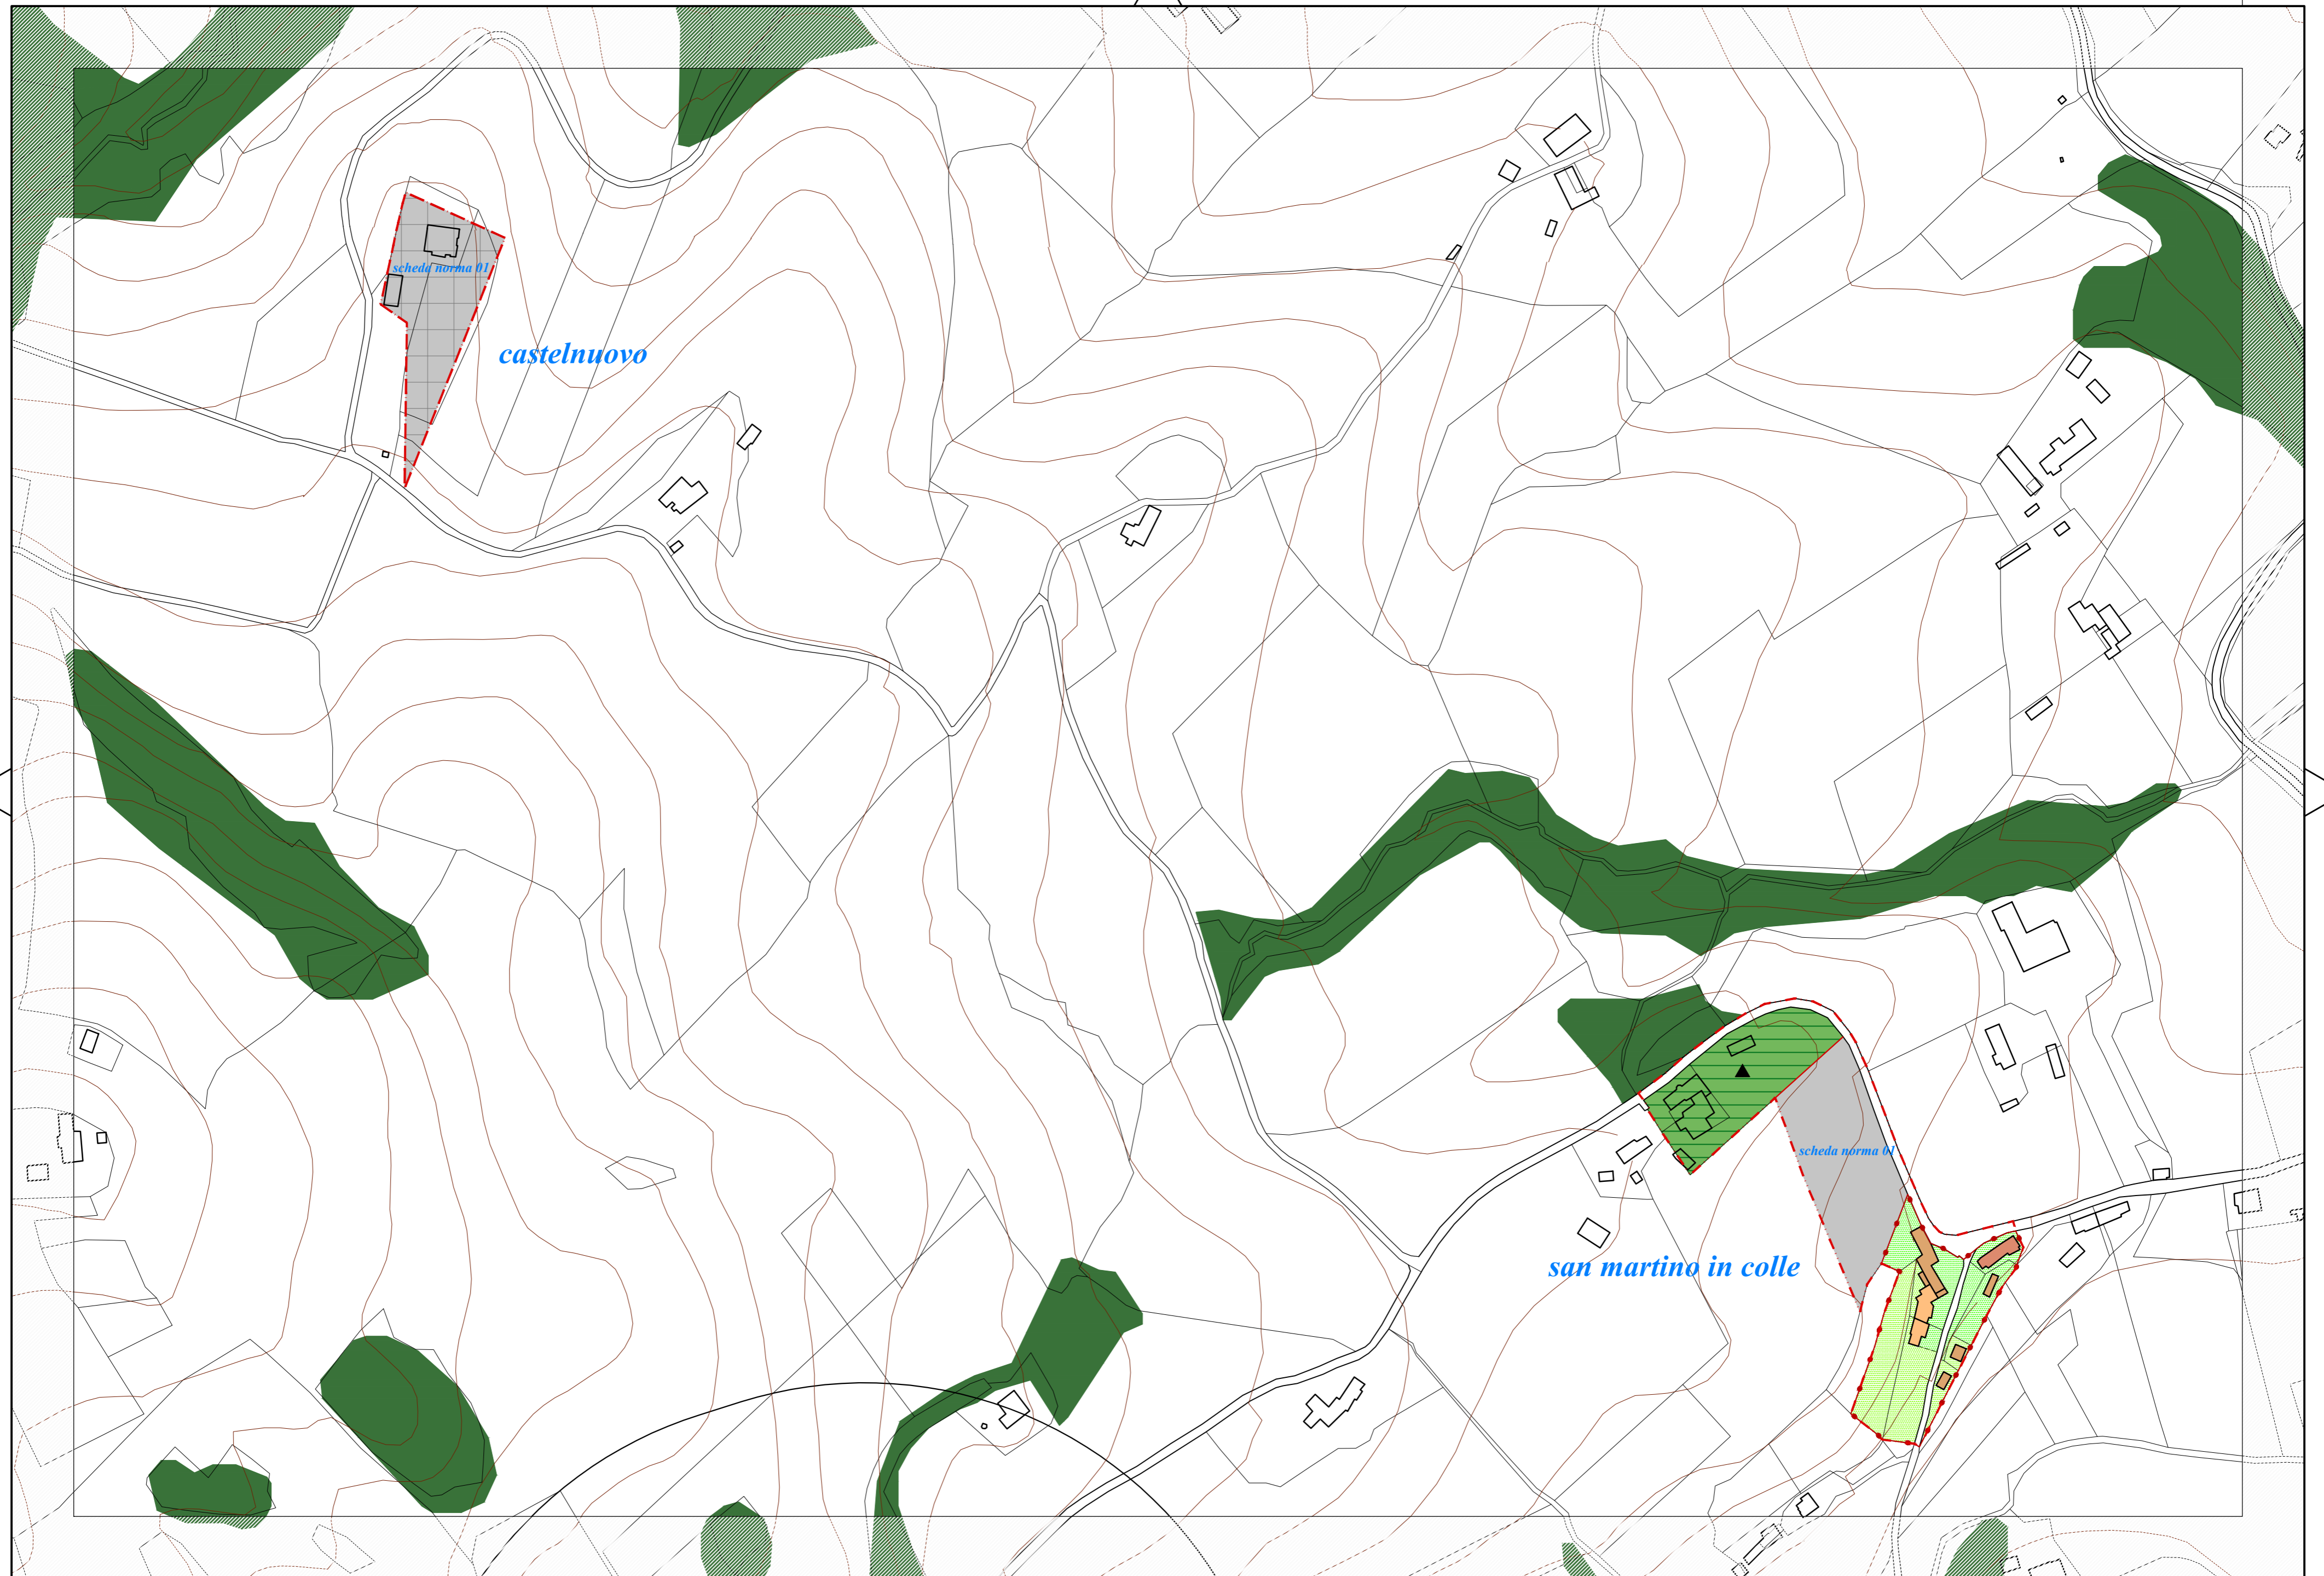 scheda norma 01
castelnuovo
scheda norma 01
san martino in colle